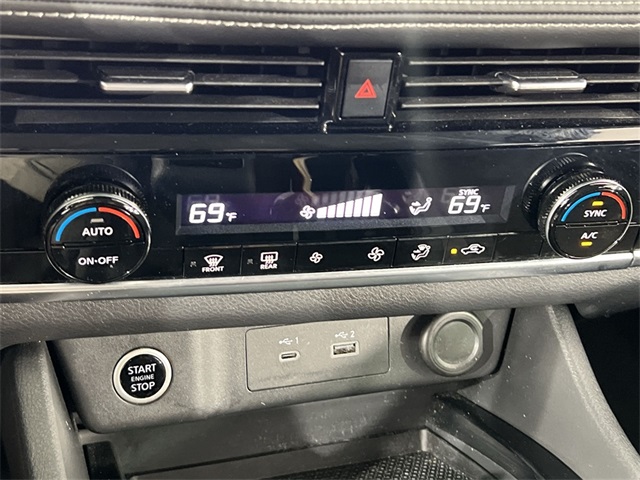 69°F
SYNC
69°F
AUTO
ON·OFF
FRONT
REAR
SYNC
A/C
1
2
START
ENGINE
STOP